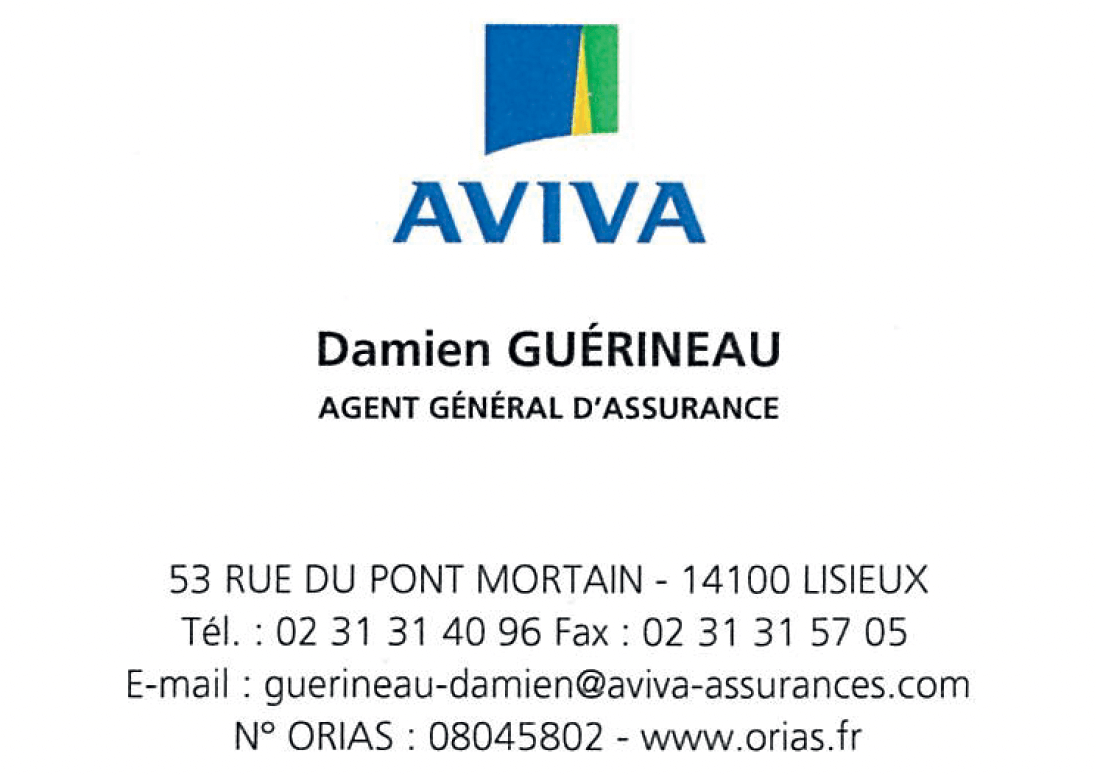 AVIVA
Damien GUÉRINEAU
AGENT GÉNÉRAL D'ASSURANCE
53 RUE DU PONT MORTAIN - 14100 LISIEUX
Tél. : 02 31 31 40 96 Fax : 02 31 31 57 05
E-mail : guerineau-damien@aviva-assurances.com
N° ORIAS : 08045802 - www.orias.fr